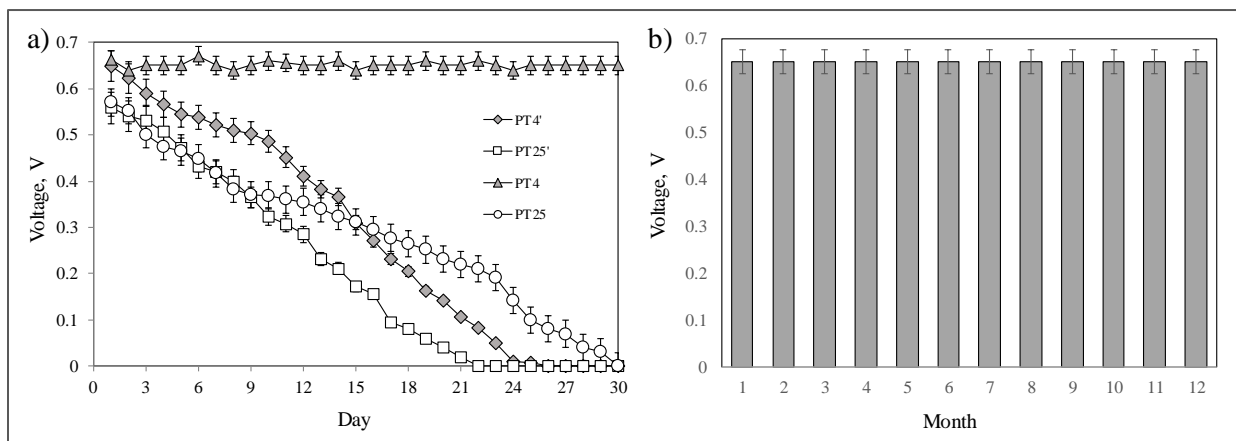 a)
0.7
0.6
0.5
0.4
0.3
0.2
0.1
0
Voltage, V
PT4'
PT25'
PT4
PT25
0 3 6 9 12 15 18 21 24 27 30
Day
b)
0.7
0.6
0.5
0.4
0.3
0.2
0.1
0
Voltage, V
1 2 3 4 5 6 7 8 9 10 11 12
Month